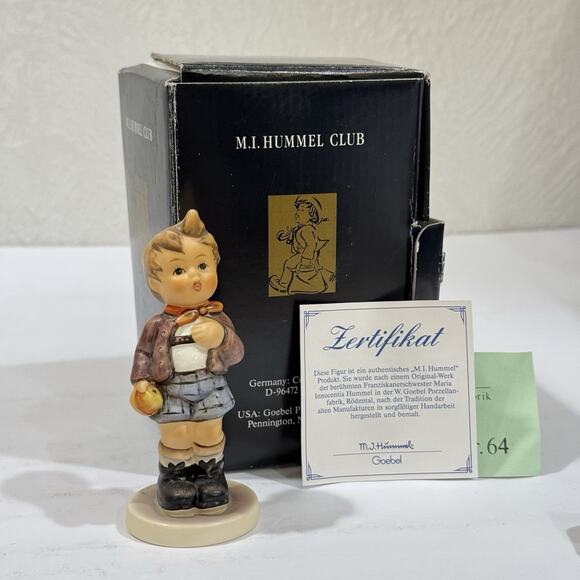 M.I. HUMMEL CLUB
M.I. HUMMEL CLUB
Germany:
D-96472
USA: Goebel
Pennington,
Zertifikat
Diese Figur ist ein authentisches „M.I. Hummel"
Produkt. Sie wurde nach einem Original-Werk
der berühmten Franziskanerschwester Maria
Innocentia Hummel in der W. Goebel Porzellan-
fabrik, Rödental, nach der Tradition der
alten Manufakturen in sorgfältiger Handarbeit
hergestellt und bemalt.
M.J. Hummel
Goebel
rik
r. 64